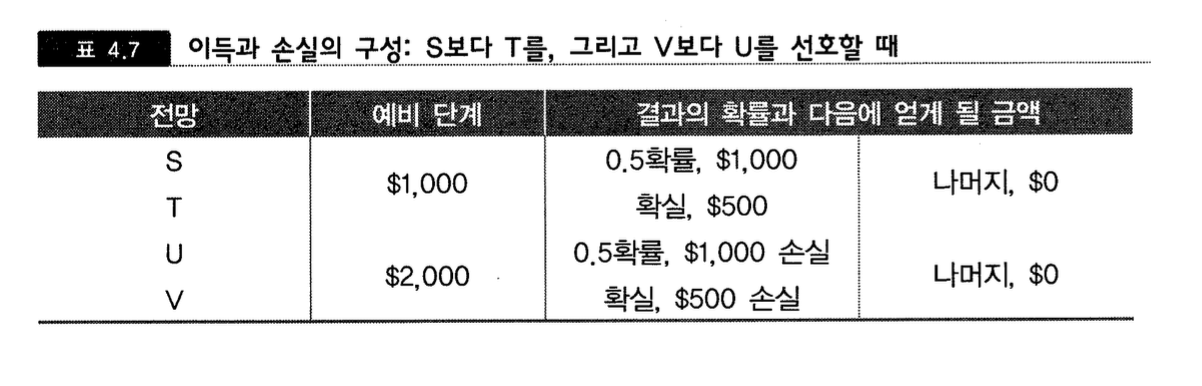 표 4.7 이득과 손실의 구성: S보다 T를, 그리고 V보다 U를 선호할 때
전망 예비 단계 결과의 확률과 다음에 얻게 될 금액
S 0.5확률, $1,000
$1,000 나머지, $0
T 확실, $500
U 0.5확률, $1,000 손실
$2,000 나머지, $0
V 확실, $500 손실